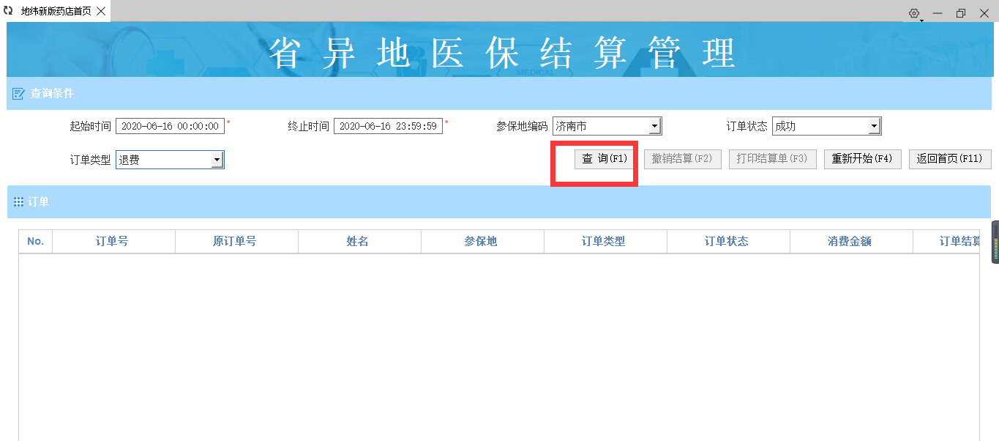 地纬新版药店首页
省异地医保结算管理
MEDICAL
查询条件
起始时间 2020-06-16 00:00:00 * 终止时间 2020-06-16 23:59:59 * 参保地编码 济南市 订单状态 成功
订单类型 退费 查 询(F1) 撤销结算(F2) 打印结算单(F3) 重新开始(F4) 返回首页(F11)
订单
No. 订单号 原订单号 姓名 参保地 订单类型 订单状态 消费金额 订单结算